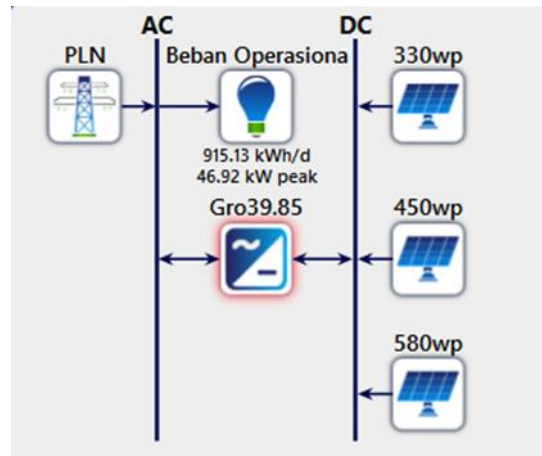 AC
DC
PLN
Beban Operasiona
330wp
915.13 kWh/d
46.92 kW peak
Gro39.85
450wp
580wp